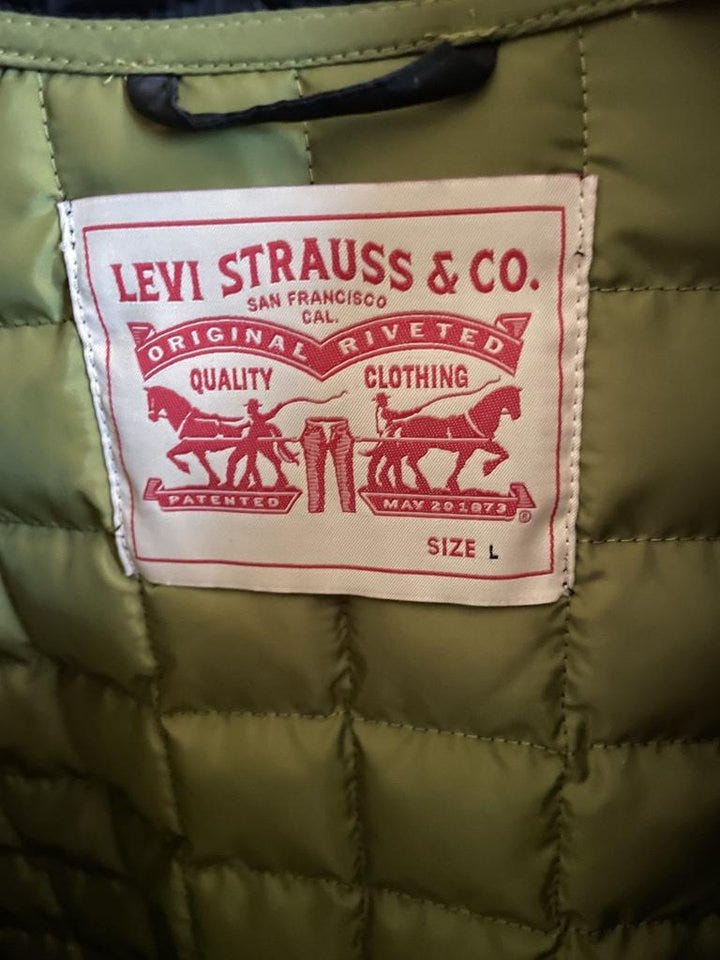 LEVI STRAUSS & CO.
SAN FRANCISCO
CAL.
ORIGINAL RIVETED
QUALITY CLOTHING
PATENTED MAY 20 1873
®
SIZE L